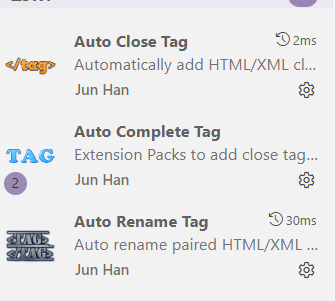 Auto Close Tag
2ms
</tag>
Automatically add HTML/XML cl...
Jun Han
Auto Complete Tag
TAG
Extension Packs to add close tag...
2
Jun Han
Auto Rename Tag
30ms
Auto rename paired HTML/XML ...
Jun Han